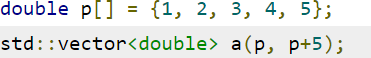 double p[] = {1, 2, 3, 4, 5};
std::vector<double> a(p, p+5);